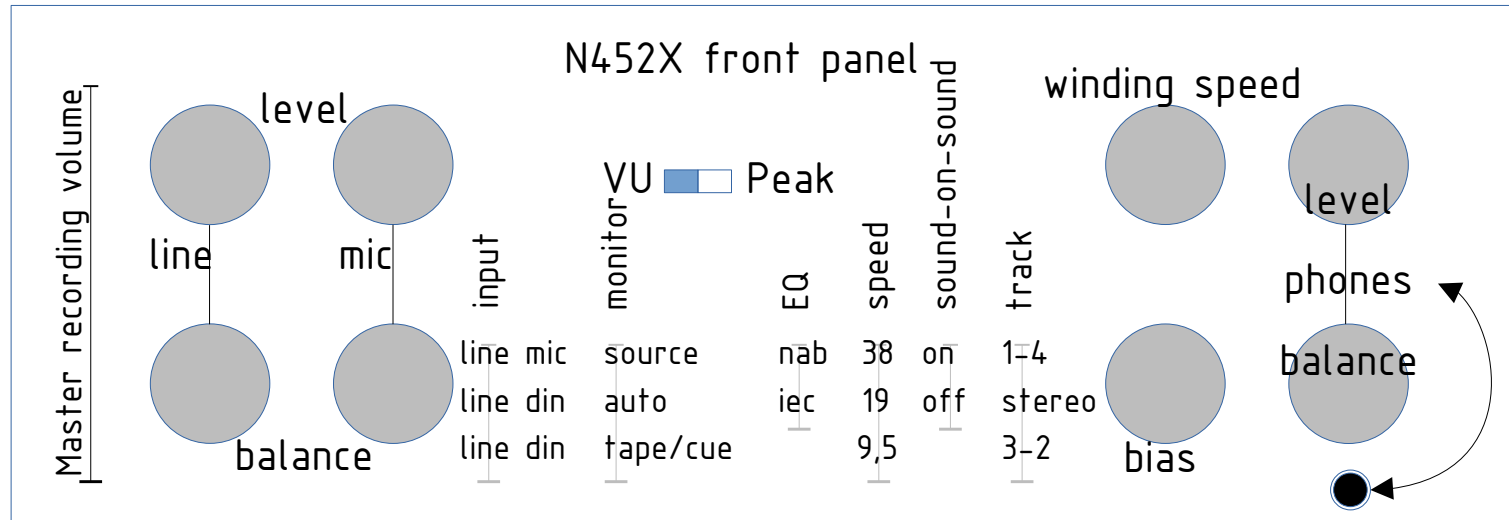 N452X front panel
Master recording volume
level
line
mic
balance
VU Peak
input
line mic
line din
line din
monitor
source
auto
tape/cue
EQ
nab
iec
speed
38
19
9,5
sound-on-sound
on
off
track
1-4
stereo
3-2
winding speed
bias
level
phones
balance